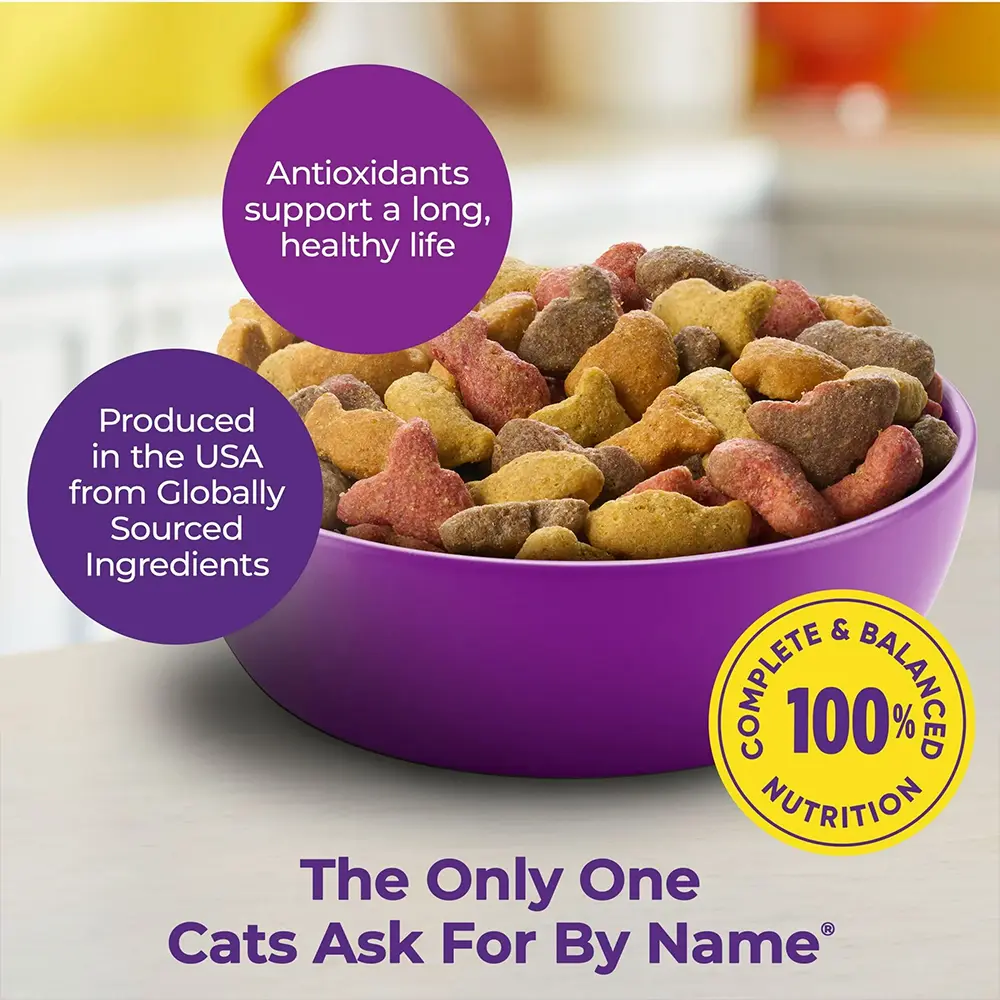 Antioxidants
support a long,
healthy life
Produced
in the USA
from Globally
Sourced
Ingredients
COMPLETE & BALANCED
100%
NUTRITION
The Only One
Cats Ask For By Name®